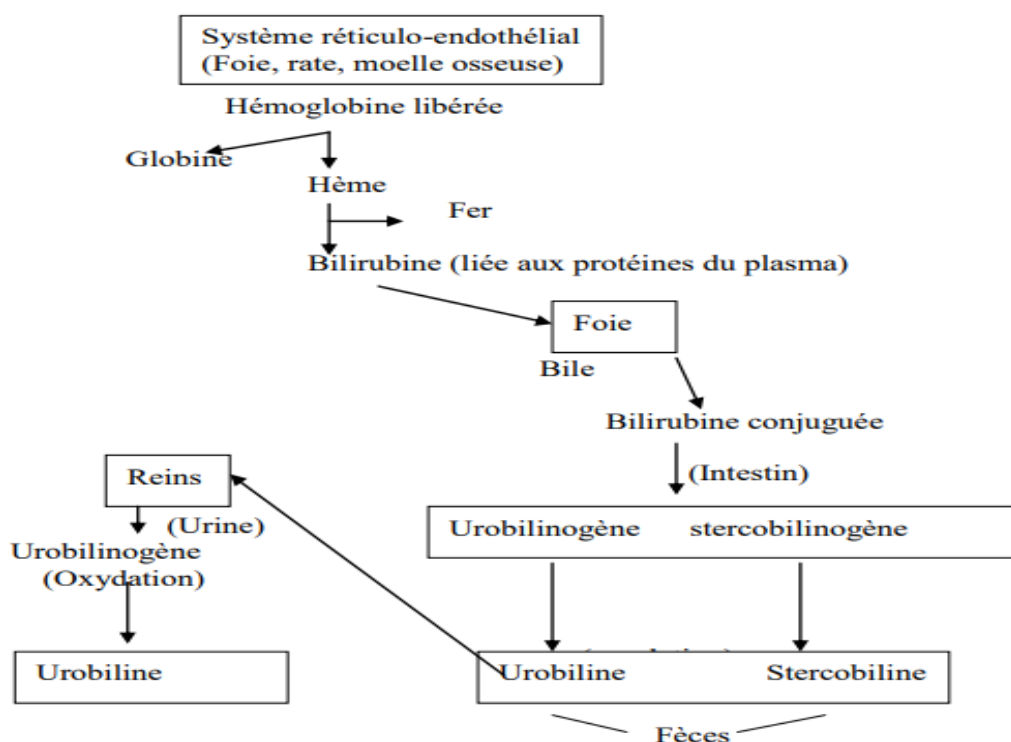 Système réticulo-endothélial
(Foie, rate, moelle osseuse)
Hémoglobine libérée
Globine
Hème
Fer
Bilirubine (liée aux protéines du plasma)
Foie
Bile
Bilirubine conjuguée
(Intestin)
Reins
(Urine)
Urobilinogène stercobilinogène
Urobilinogène
(Oxydation)
Urobiline
Urobiline Stercobiline
Fèces